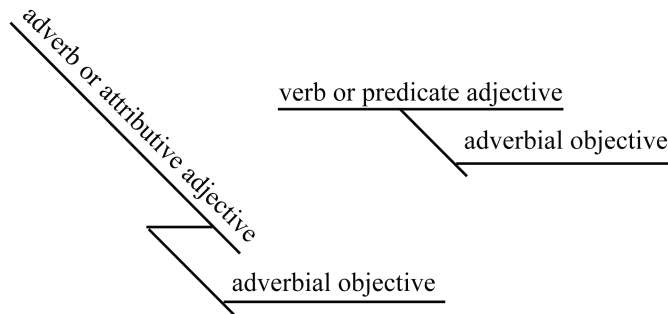 adverb or attributive adjective
verb or predicate adjective
adverbial objective
adverbial objective